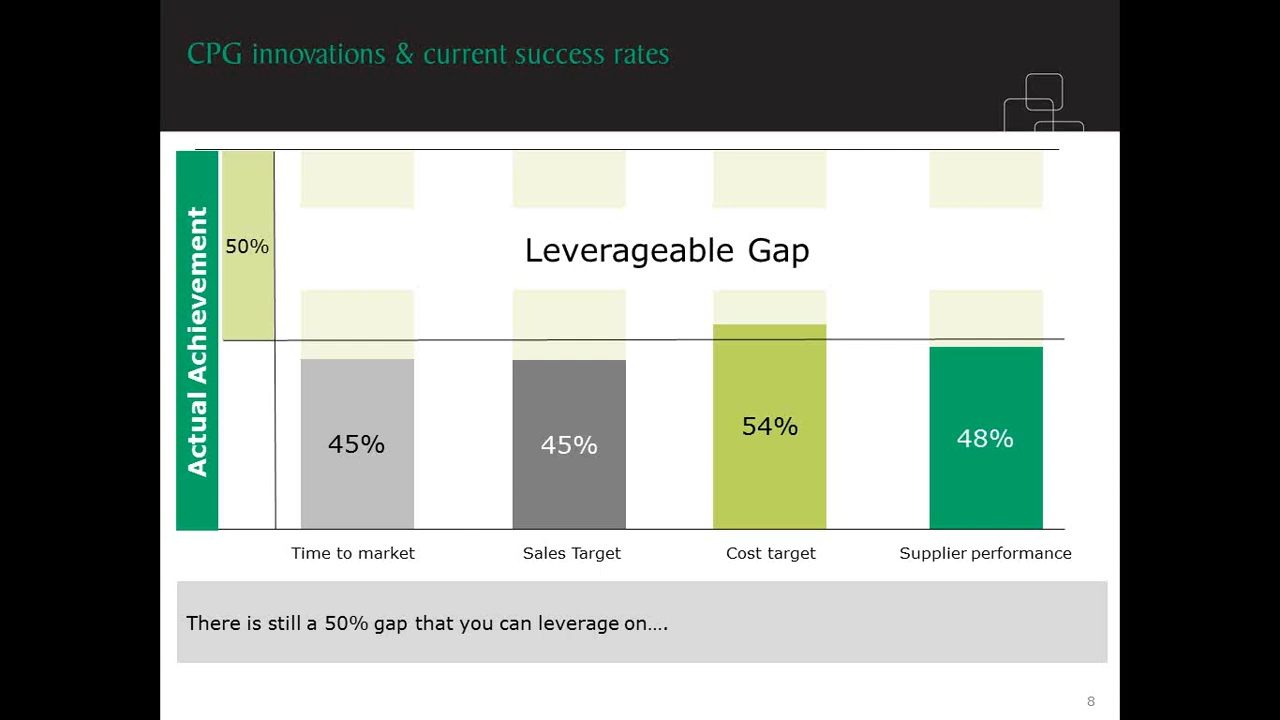 CPG innovations & current success rates
Actual Achievement
50%
Leverageable Gap
45%
45%
54%
48%
Time to market
Sales Target
Cost target
Supplier performance
There is still a 50% gap that you can leverage on….
8